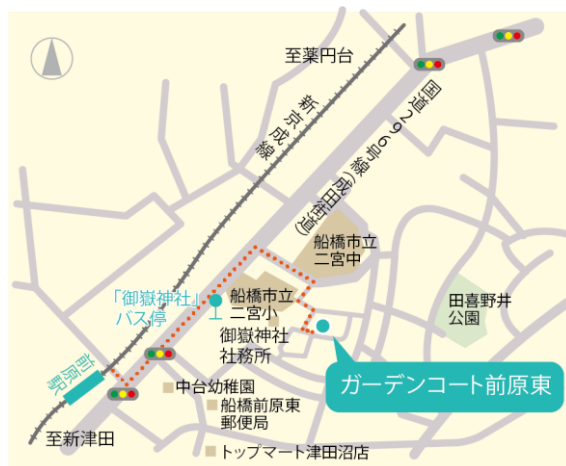 至薬円台
新京成線
国道296号線(成田街道)
船橋市立
二宮中
「御嶽神社」
バス停
船橋市立
二宮小
御嶽神社
社務所
田喜野井
公園
前原駅
ガーデンコート前原東
中台幼稚園
船橋前原東
郵便局
至新津田
トップマート津田沼店